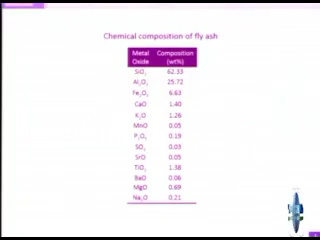 Chemical composition of fly ash
Metal Oxide Composition (wt%)
SiO₂ 62.33
Al₂O₃ 25.72
Fe₂O₃ 6.63
CaO 1.40
K₂O 1.28
MnO 0.05
P₂O₅ 0.19
SO₃ 0.03
SrO 0.05
TiO₂ 1.38
BaO 0.06
MgO 0.69
Na₂O 0.21